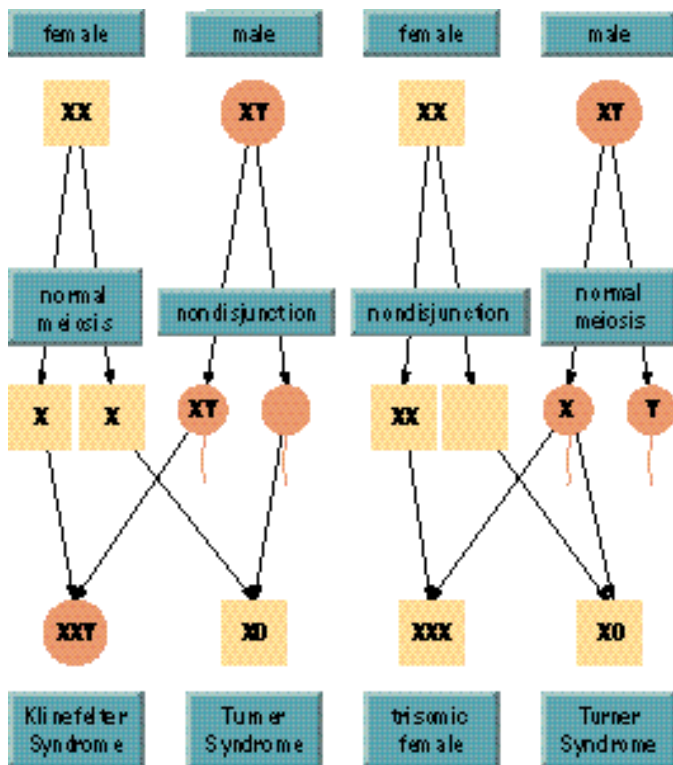 female male female male
XX XY XX XY
normal
meiosis
nondisjunction nondisjunction
normal
meiosis
X X XY XX X Y
XXY XO XXX XO
Klinefelter
Syndrome
Turner
Syndrome
trisomic
female
Turner
Syndrome